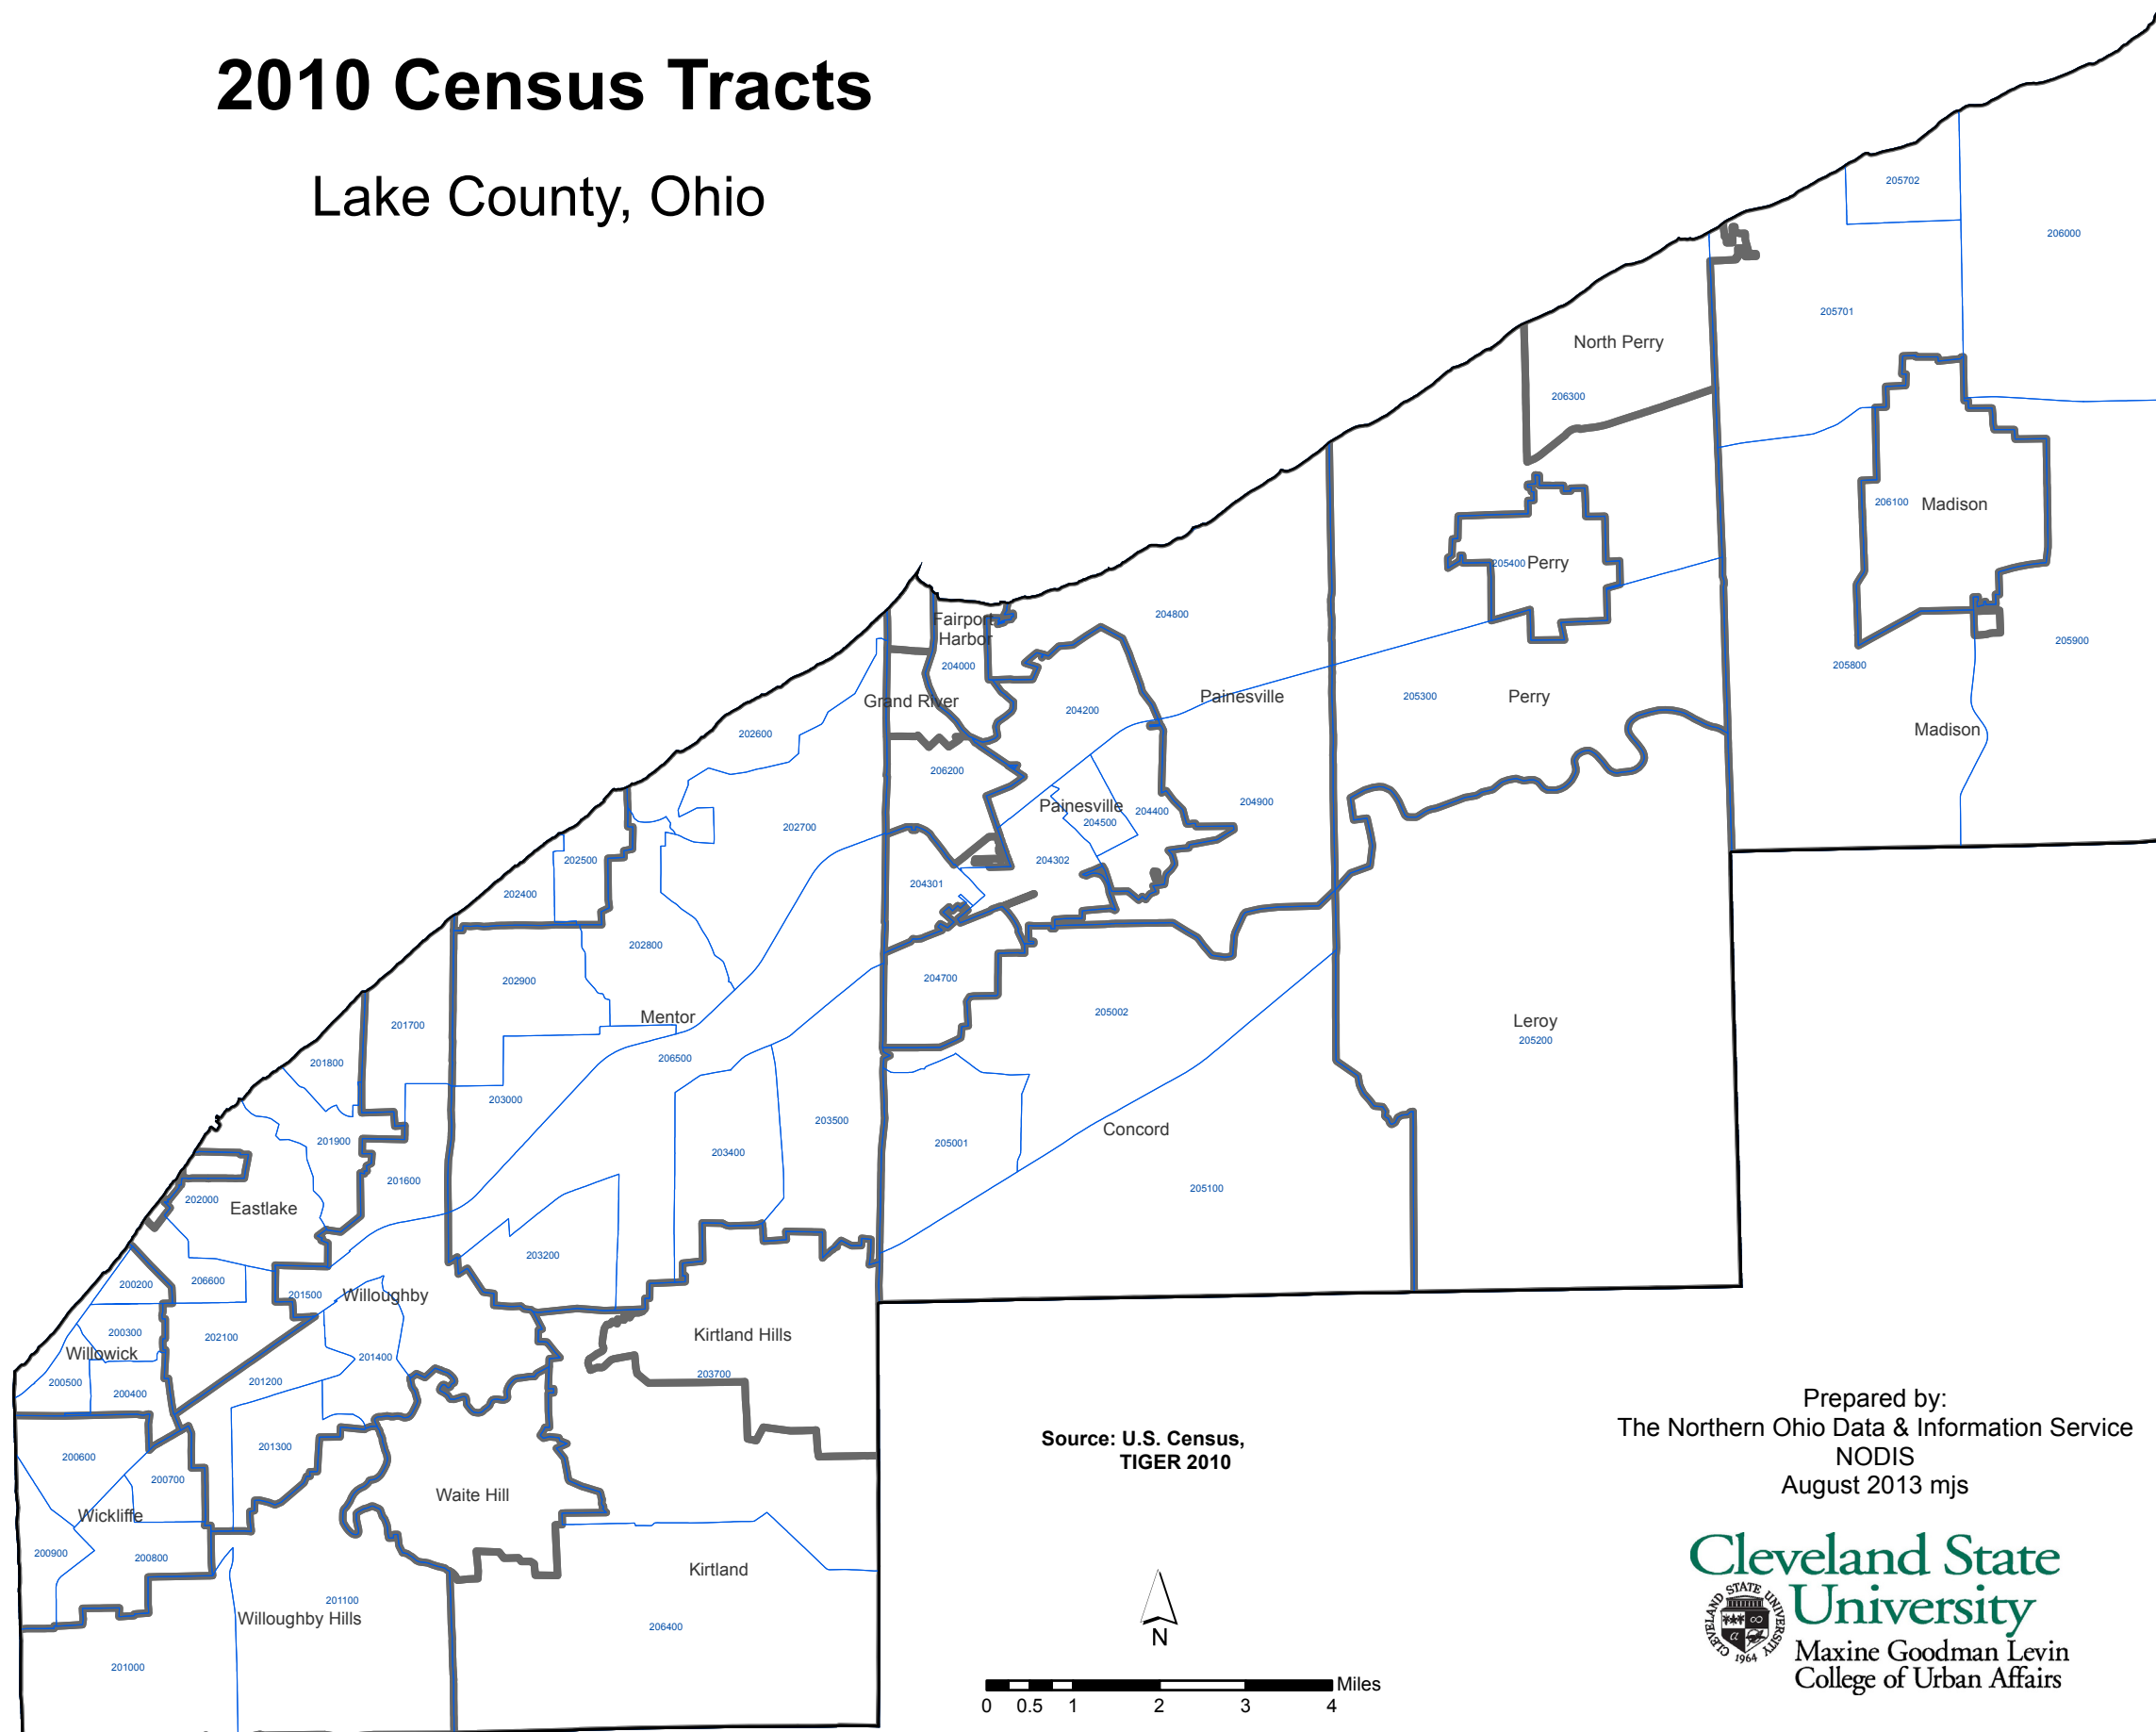 2010 Census Tracts
Lake County, Ohio
205702
206000
205701
North Perry
206300
206100
Madison
205400
Perry
204800
Fairport
Harbor
204000
205900
205800
Grand River
204200
Painesville
205300
Perry
202600
Madison
206200
202700
Painesville
204400
204900
204500
202500
204302
202400
204301
202800
202900
204700
205002
Mentor
201700
Leroy
205200
206500
201800
203000
203500
Concord
201900
205001
203400
201600
205100
202000
Eastlake
203200
200200
206600
201500
Willoughby
200300
202100
Kirtland Hills
Willowick
201400
203700
200500
200400
201200
Prepared by:
The Northern Ohio Data & Information Service
NODIS
August 2013 mjs
Source: U.S. Census,
TIGER 2010
201300
200600
200700
Waite Hill
Wickliffe
200900
200800
Kirtland
201100
Willoughby Hills
206400
201000
N
Miles
0 0.5 1 2 3 4
Cleveland State
University
CLEVELAND STATE UNIVERSITY
1964
Maxine Goodman Levin
College of Urban Affairs